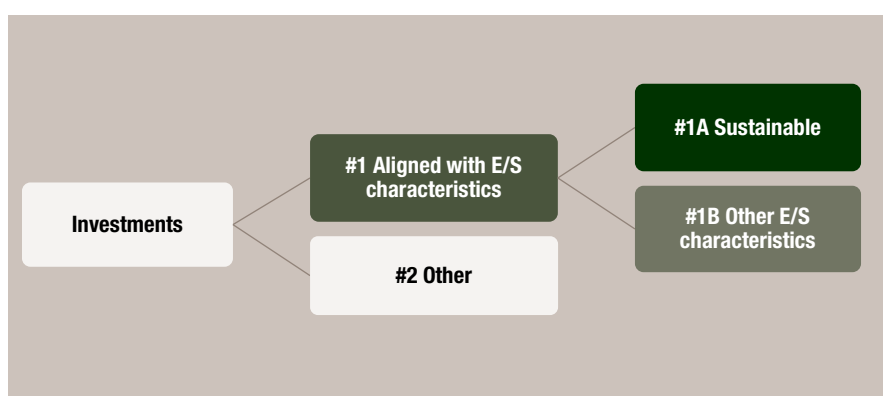 Investments
#1 Aligned with E/S
characteristics
#2 Other
#1A Sustainable
#1B Other E/S
characteristics